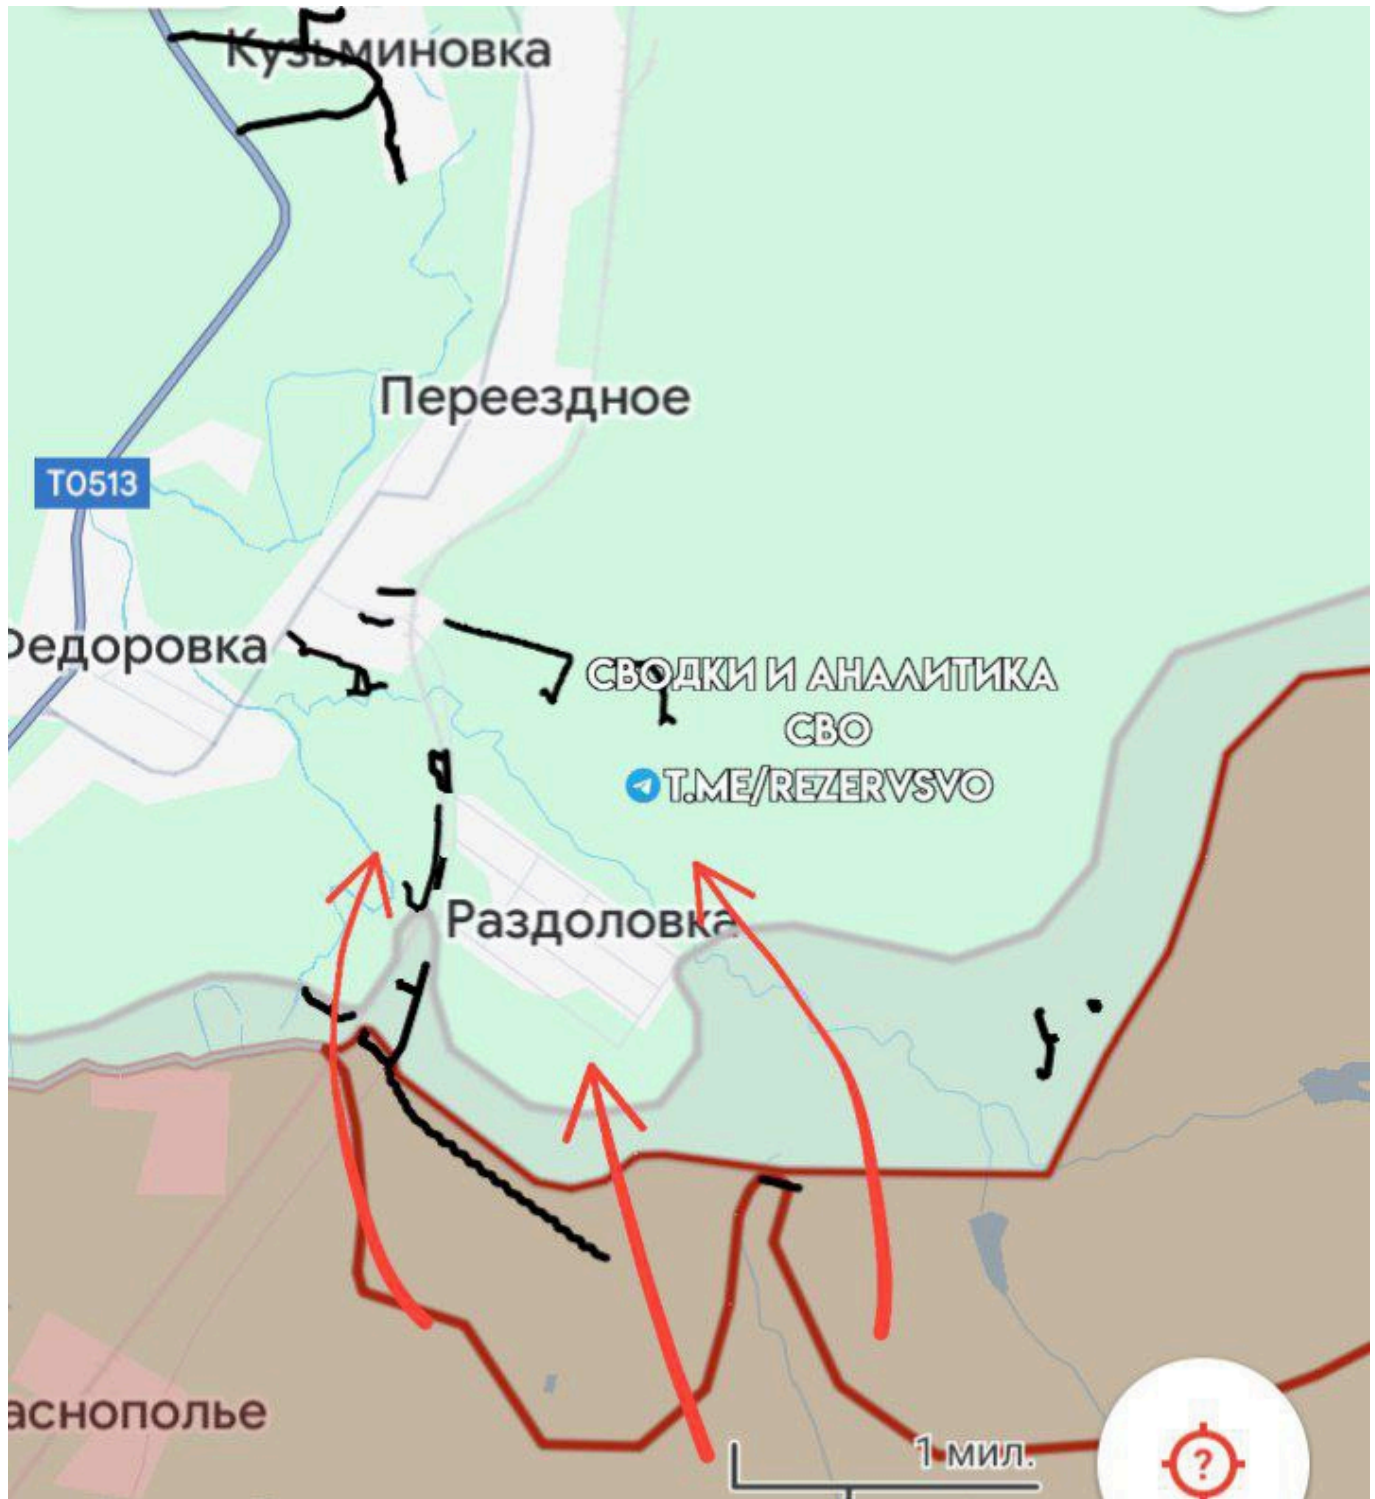 Кузьминовка
Переездное
T0513
Федоровка
СВОДКИ И АНАЛИТИКА
СВО
T.ME/REZERVSVO
Раздоловка
аснополье
1 мил.
?